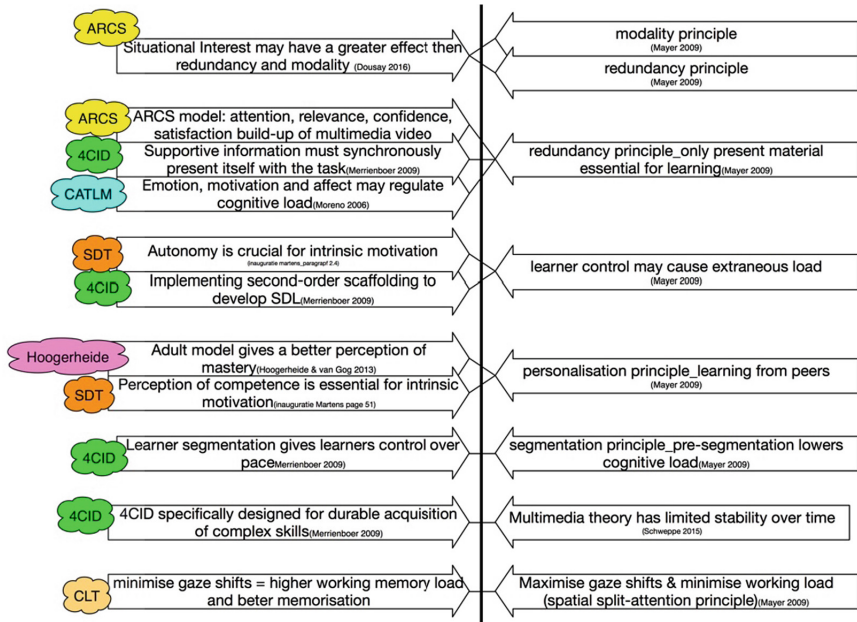 ARCS
Situational Interest may have a greater effect then
redundancy and modality (Dousay 2016)
modality principle
(Mayer 2009)
redundancy principle
(Mayer 2009)
ARCS
ARCS model: attention, relevance, confidence,
satisfaction build-up of multimedia video
4CID
Supportive information must synchronously
present itself with the task(Merrienboer 2009)
CATLM
Emotion, motivation and affect may regulate
cognitive load(Moreno 2006)
redundancy principle_only present material
essential for learning(Mayer 2009)
SDT
Autonomy is crucial for intrinsic motivation
(inauguratie martens_paragrapf 2.4)
4CID
Implementing second-order scaffolding to
develop SDL(Merrienboer 2009)
learner control may cause extraneous load
(Mayer 2009)
Hoogerheide
Adult model gives a better perception of
mastery(Hoogerheide & van Gog 2013)
SDT
Perception of competence is essential for intrinsic
motivation(inauguratie Martens page 51)
personalisation principle_learning from peers
(Mayer 2009)
4CID
Learner segmentation gives learners control over
paceMerrienboer 2009)
segmentation principle_pre-segmentation lowers
cognitive load(Mayer 2009)
4CID
4CID specifically designed for durable acquisition
of complex skills(Merrienboer 2009)
Multimedia theory has limited stability over time
(Schweppe 2015)
CLT
minimise gaze shifts = higher working memory load
and beter memorisation
Maximise gaze shifts & minimise working load
(spatial split-attention principle)(Mayer 2009)